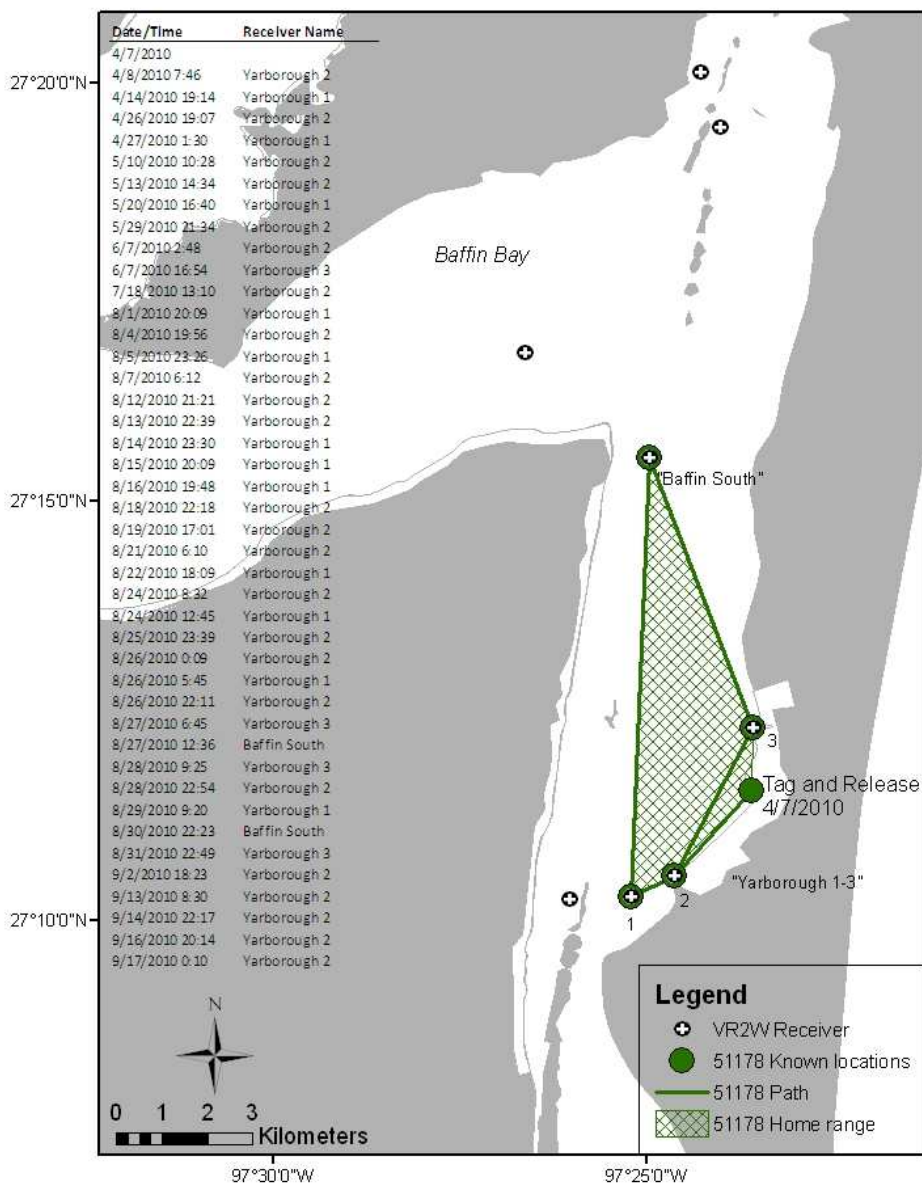 Date/Time Receiver Name
4/7/2010
4/8/2010 7:46 Yarborough 2
4/14/2010 19:14 Yarborough 1
4/26/2010 19:07 Yarborough 2
4/27/2010 1:30 Yarborough 1
5/10/2010 10:28 Yarborough 2
5/13/2010 14:34 Yarborough 2
5/20/2010 16:40 Yarborough 1
5/29/2010 21:34 Yarborough 2
6/7/2010 2:48 Yarborough 2
6/7/2010 16:54 Yarborough 3
7/18/2010 13:10 Yarborough 2
8/1/2010 20:09 Yarborough 1
8/4/2010 19:56 Yarborough 2
8/5/2010 23:26 Yarborough 1
8/7/2010 6:12 Yarborough 2
8/12/2010 21:21 Yarborough 2
8/13/2010 22:39 Yarborough 2
8/14/2010 23:30 Yarborough 1
8/15/2010 20:09 Yarborough 1
8/16/2010 19:48 Yarborough 1
8/18/2010 22:18 Yarborough 2
8/19/2010 17:01 Yarborough 2
8/21/2010 6:10 Yarborough 2
8/22/2010 18:09 Yarborough 1
8/24/2010 8:32 Yarborough 2
8/24/2010 12:45 Yarborough 1
8/25/2010 23:39 Yarborough 2
8/26/2010 0:09 Yarborough 2
8/26/2010 5:45 Yarborough 1
8/26/2010 22:11 Yarborough 2
8/27/2010 6:45 Yarborough 3
8/27/2010 12:36 Baffin South
8/28/2010 9:25 Yarborough 3
8/28/2010 22:54 Yarborough 2
8/29/2010 9:20 Yarborough 1
8/30/2010 22:23 Baffin South
8/31/2010 22:49 Yarborough 3
9/2/2010 18:23 Yarborough 2
9/13/2010 8:30 Yarborough 2
9/14/2010 22:17 Yarborough 2
9/16/2010 20:14 Yarborough 2
9/17/2010 0:10 Yarborough 2
27°20'0"N
27°15'0"N
27°10'0"N
Baffin Bay
"Baffin South"
3
Tag and Release
4/7/2010
"Yarborough 1-3"
2
1
N
0 1 2 3
Kilometers
Legend
VR2W Receiver
51178 Known locations
51178 Path
51178 Home range
97°30'0"W
97°25'0"W